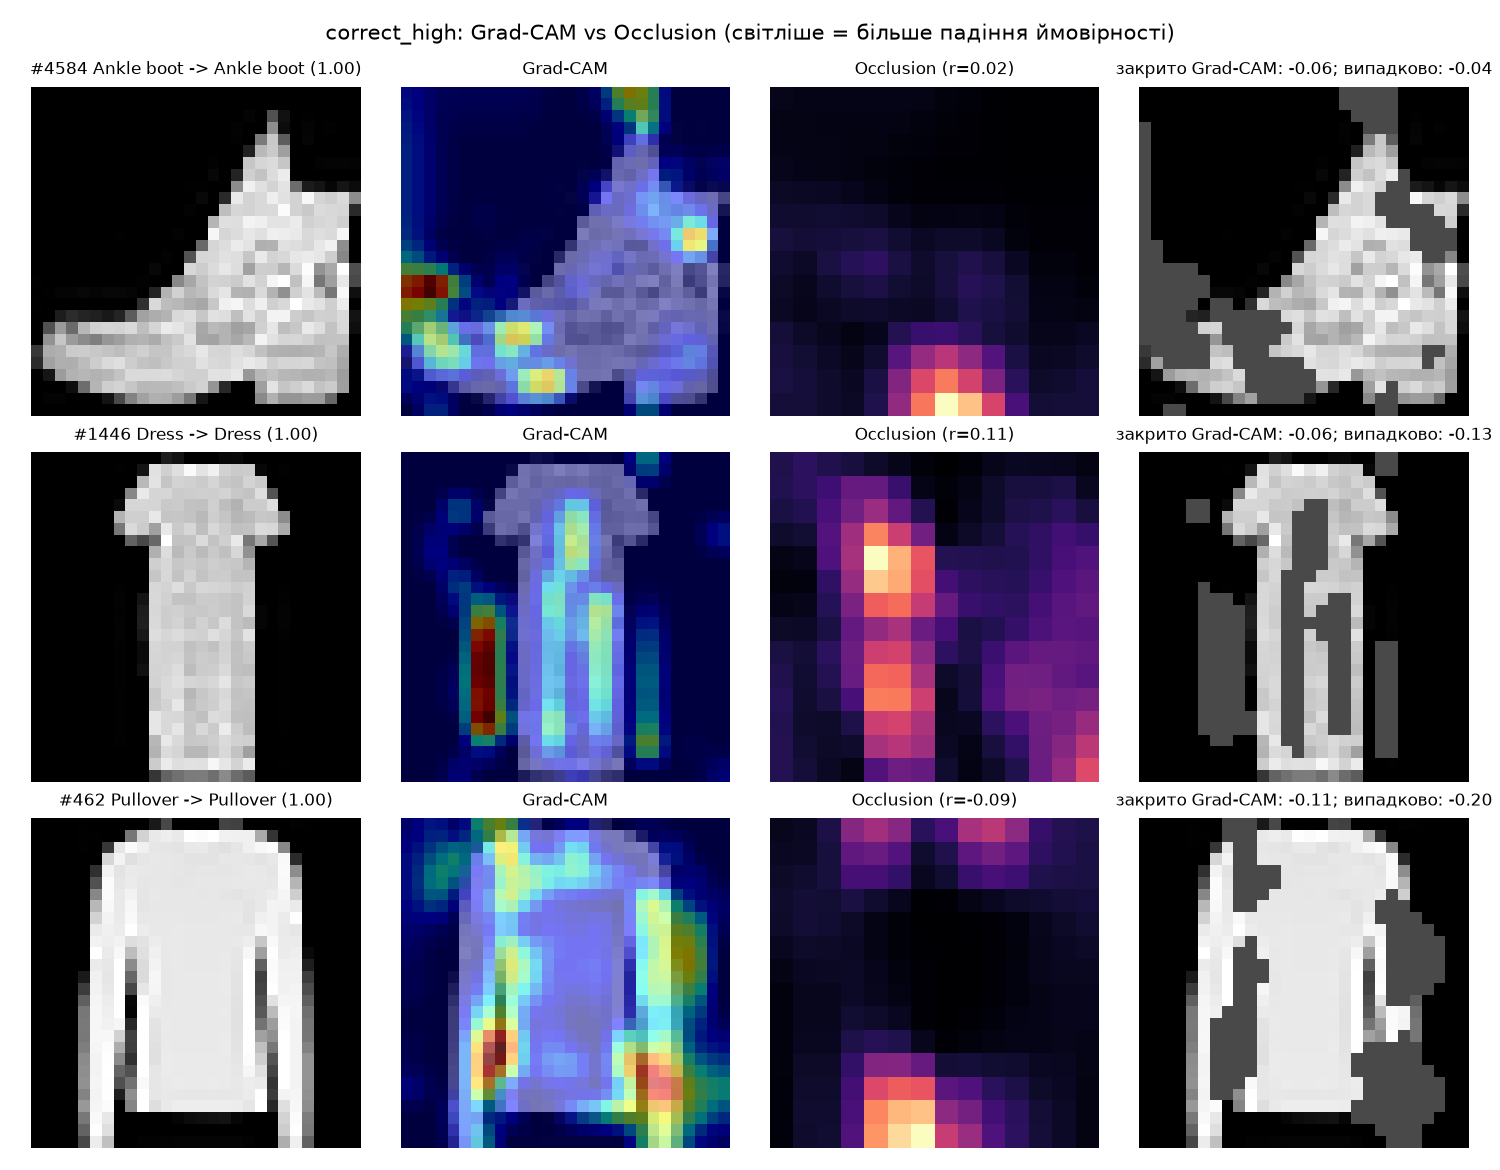 correct_high: Grad-CAM vs Occlusion (світліше = більше падіння ймовірності)
#4584 Ankle boot -> Ankle boot (1.00)
Grad-CAM
Occlusion (r=0.02)
закрито Grad-CAM: -0.06; випадково: -0.04
#1446 Dress -> Dress (1.00)
Grad-CAM
Occlusion (r=0.11)
закрито Grad-CAM: -0.06; випадково: -0.13
#462 Pullover -> Pullover (1.00)
Grad-CAM
Occlusion (r=-0.09)
закрито Grad-CAM: -0.11; випадково: -0.20